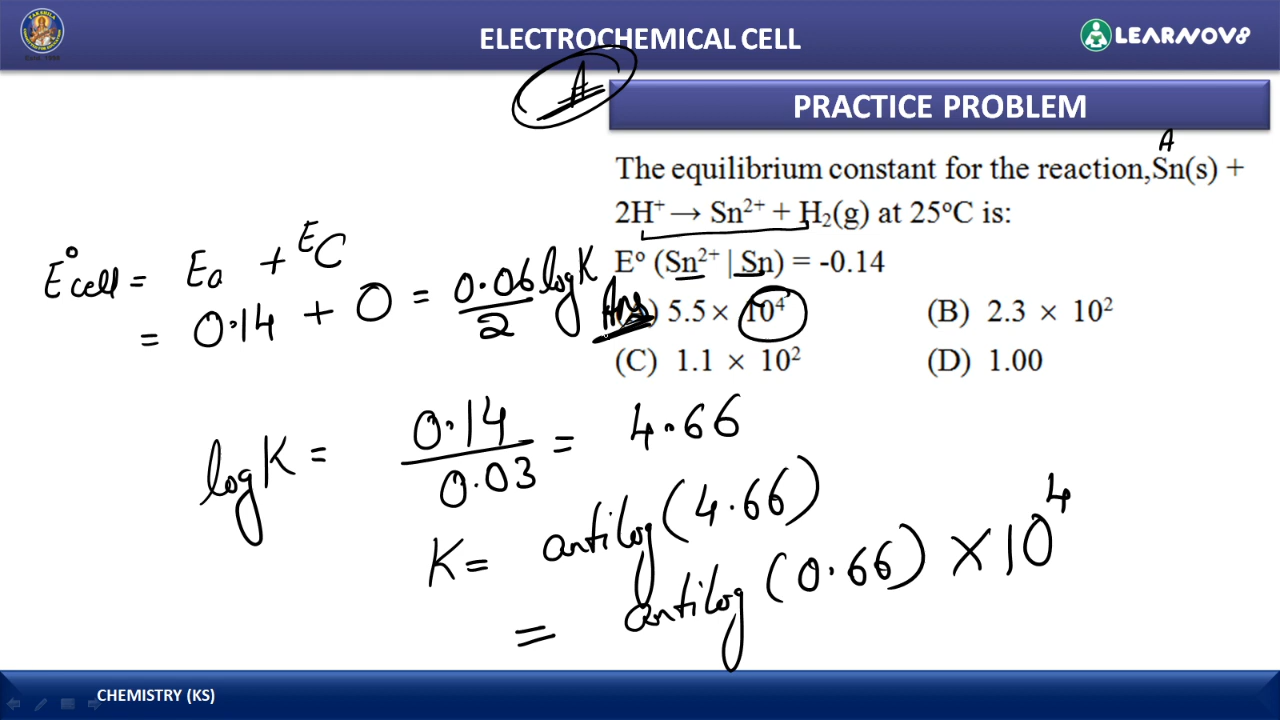 ELECTROCHEMICAL CELL
LEARNOV8
A
PRACTICE PROBLEM
A
The equilibrium constant for the reaction,Sn(s) +
2H⁺ → Sn²⁺ + H₂(g) at 25°C is:
E° (Sn²⁺ | Sn) = -0.14
5.5 × 10⁴
(B) 2.3 × 10²
(C) 1.1 × 10²
(D) 1.00
Ans
E°cell = Ea + EC
= 0.14 + 0 = 0.06/2 log K
log K = 0.14/0.03 = 4.66
K = antilog(4.66)
= antilog(0.66) × 10⁴
CHEMISTRY (KS)